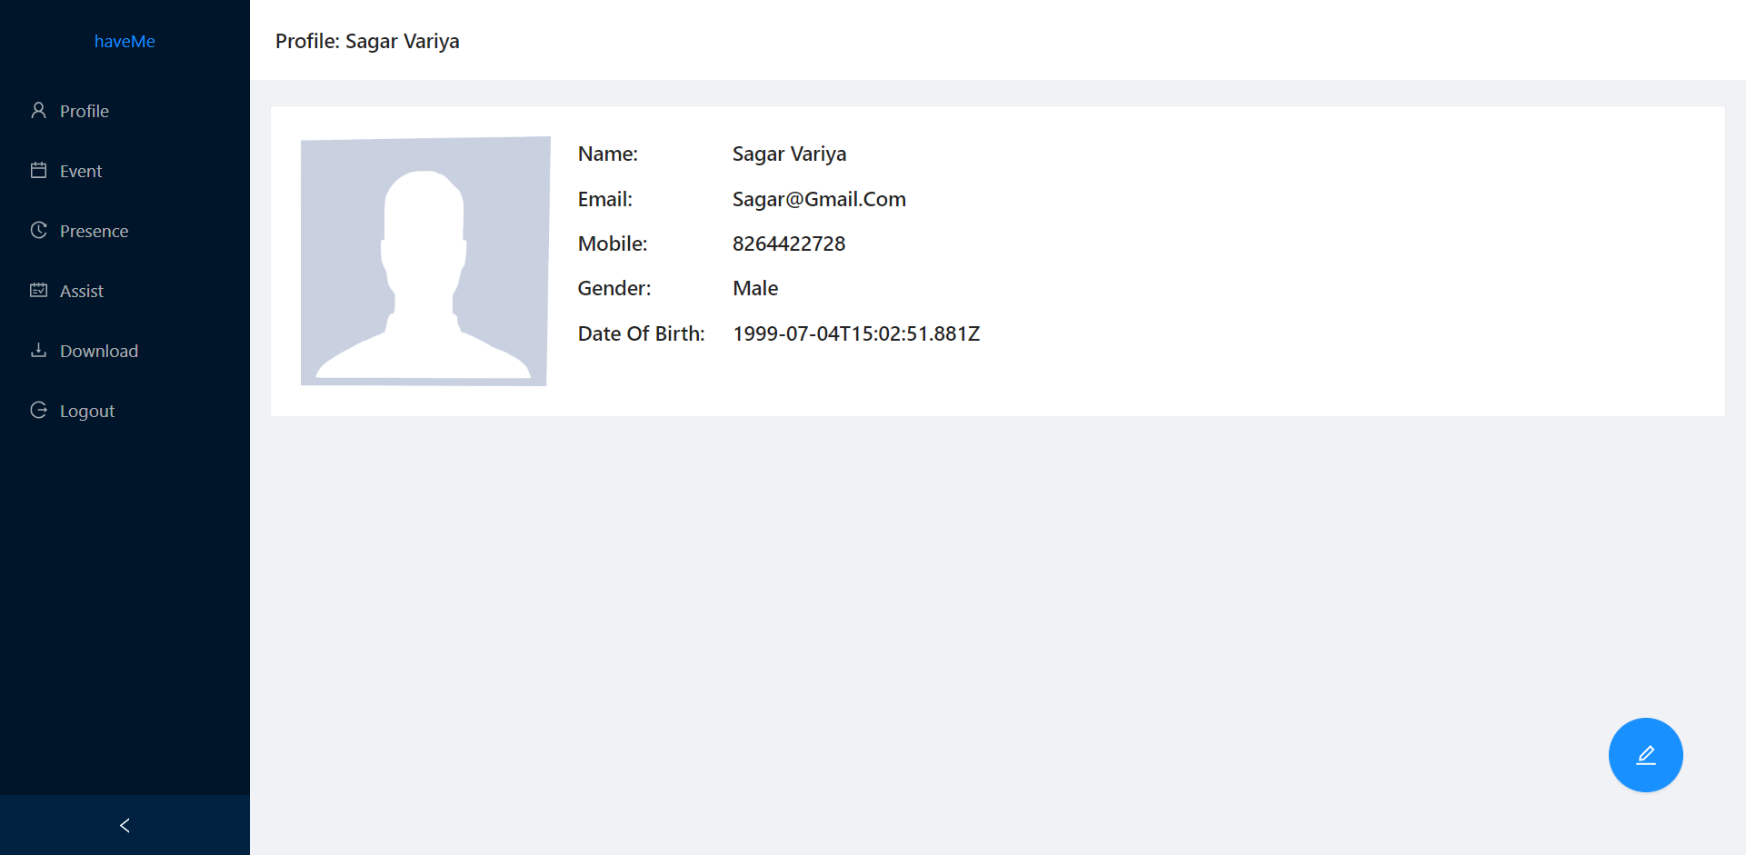 haveMe
Profile
Event
Presence
Assist
Download
Logout
Profile: Sagar Variya
Name: Sagar Variya
Email: Sagar@Gmail.Com
Mobile: 8264422728
Gender: Male
Date Of Birth: 1999-07-04T15:02:51.881Z